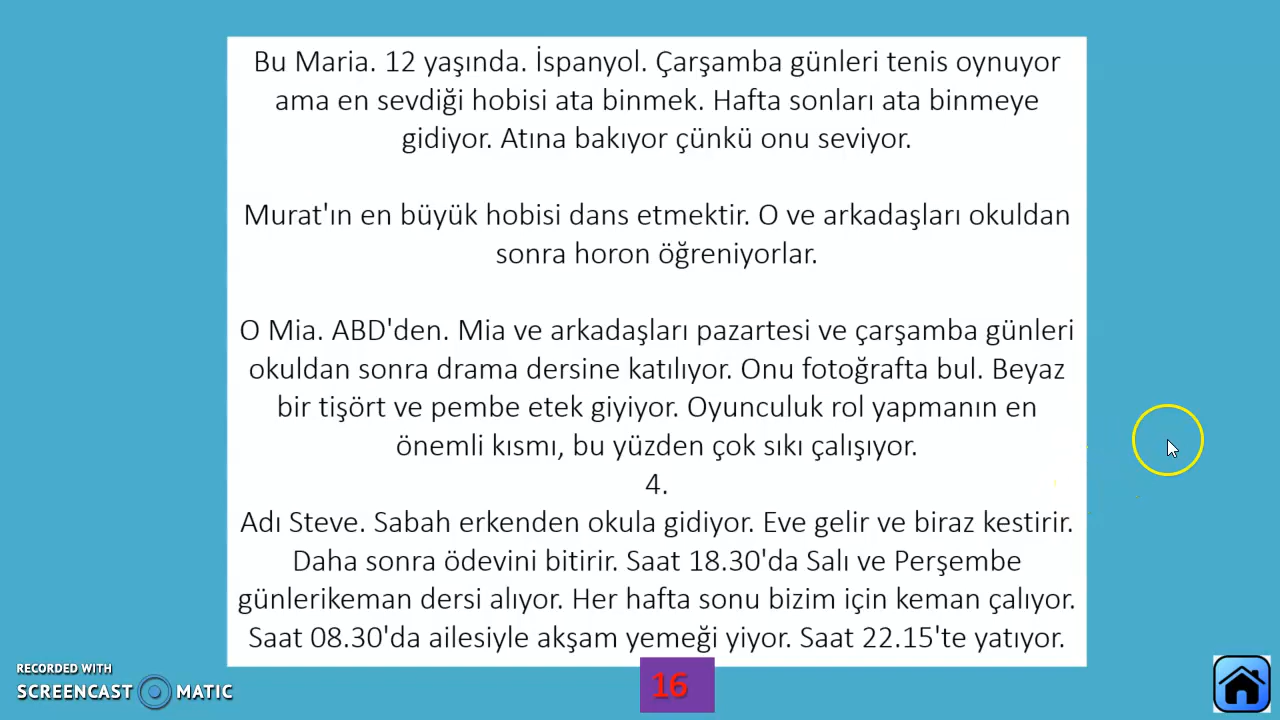 Bu Maria. 12 yaşında. İspanyol. Çarşamba günleri tenis oynuyor
ama en sevdiği hobisi ata binmek. Hafta sonları ata binmeye
gidiyor. Atına bakıyor çünkü onu seviyor.
Murat'ın en büyük hobisi dans etmektir. O ve arkadaşları okuldan
sonra horon öğreniyorlar.
O Mia. ABD'den. Mia ve arkadaşları pazartesi ve çarşamba günleri
okuldan sonra drama dersine katılıyor. Onu fotoğrafta bul. Beyaz
bir tişört ve pembe etek giyiyor. Oyunculuk rol yapmanın en
önemli kısmı, bu yüzden çok sıkı çalışıyor.
4.
Adı Steve. Sabah erkenden okula gidiyor. Eve gelir ve biraz kestirir.
Daha sonra ödevini bitirir. Saat 18.30'da Salı ve Perşembe
günlerikeman dersi alıyor. Her hafta sonu bizim için keman çalıyor.
Saat 08.30'da ailesiyle akşam yemeği yiyor. Saat 22.15'te yatıyor.
16
RECORDED WITH
SCREENCAST MATIC